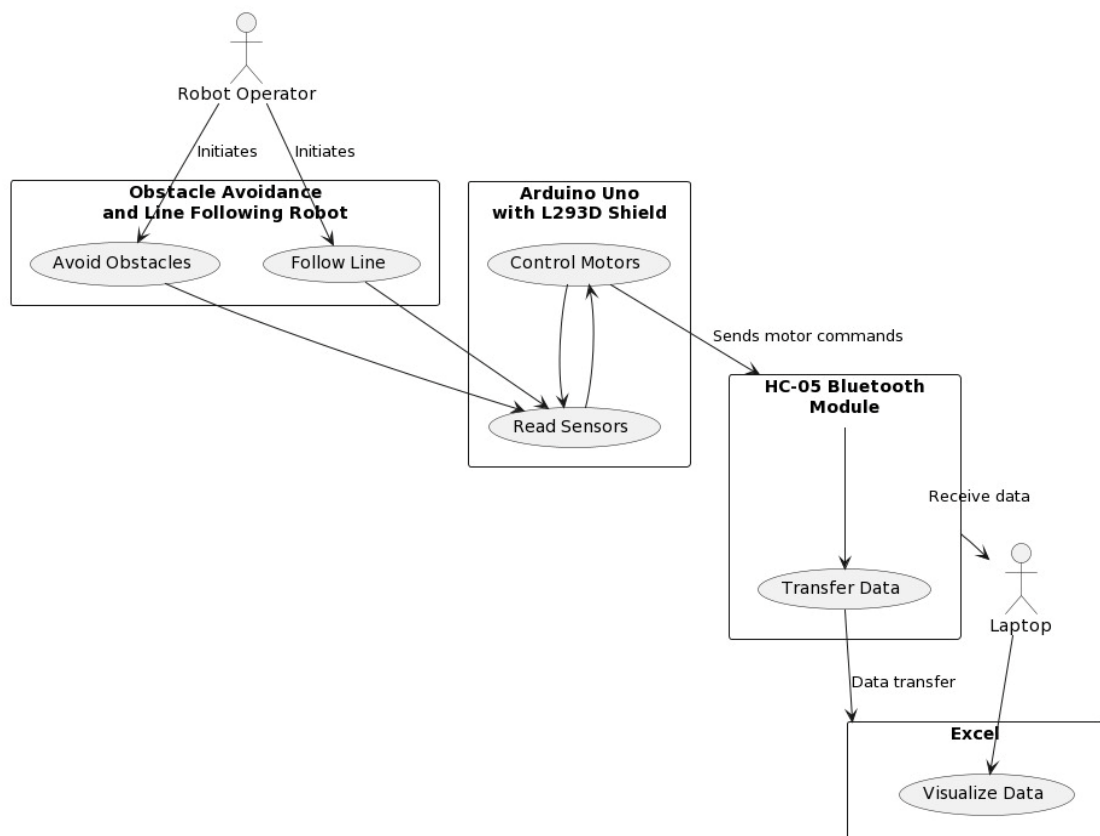 Robot Operator
Initiates
Initiates
Obstacle Avoidance
and Line Following Robot
Avoid Obstacles
Follow Line
Arduino Uno
with L293D Shield
Control Motors
Read Sensors
Sends motor commands
HC-05 Bluetooth
Module
Transfer Data
Receive data
Laptop
Data transfer
Excel
Visualize Data